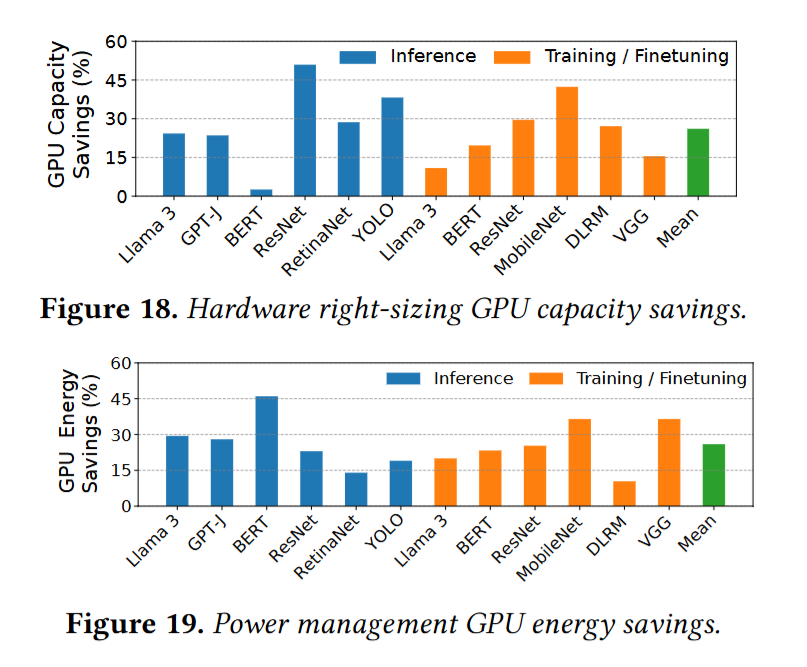 GPU Capacity
Savings (%)
60
45
30
15
0
Inference
Training / Finetuning
Llama 3
GPT-J
BERT
ResNet
RetinaNet
YOLO
Llama 3
BERT
ResNet
MobileNet
DLRM
VGG
Mean
Figure 18. Hardware right-sizing GPU capacity savings.
GPU Energy
Savings (%)
60
45
30
15
0
Inference
Training / Finetuning
Llama 3
GPT-J
BERT
ResNet
RetinaNet
YOLO
Llama 3
BERT
ResNet
MobileNet
DLRM
VGG
Mean
Figure 19. Power management GPU energy savings.